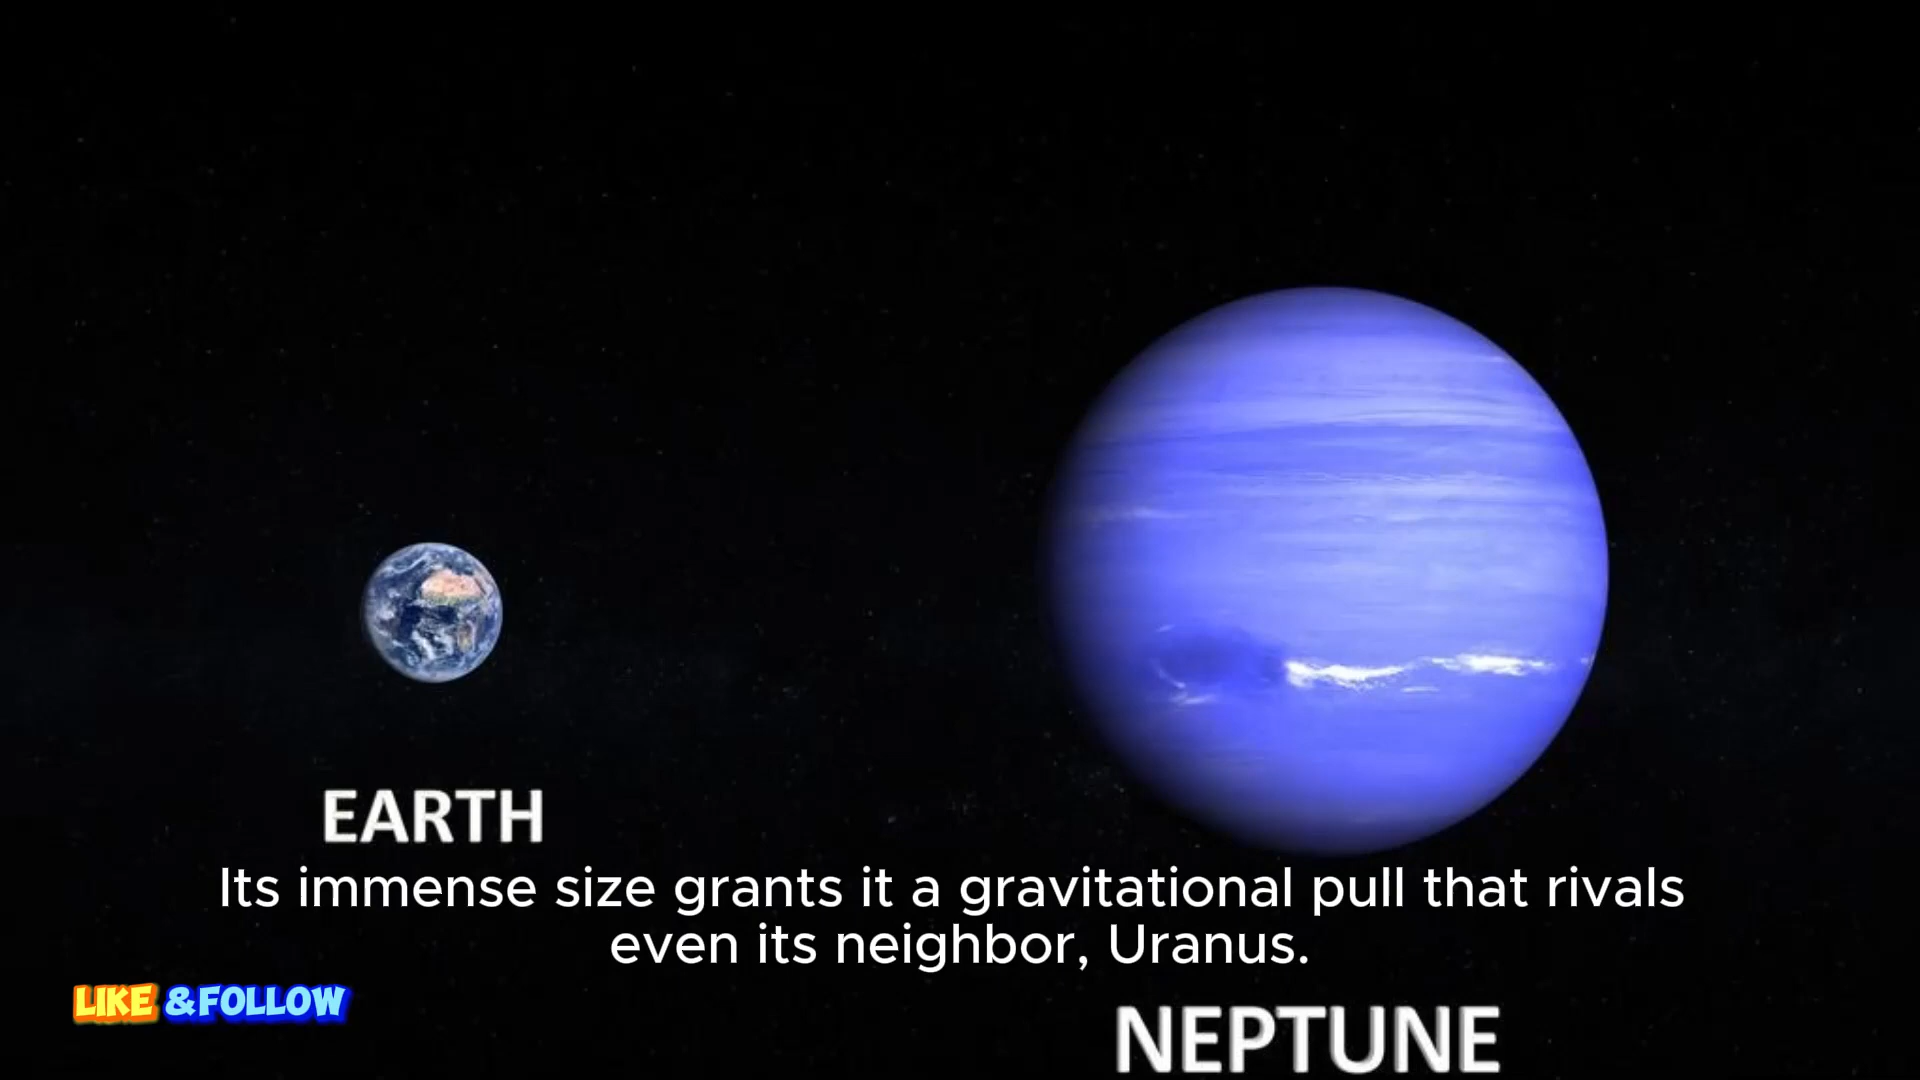 EARTH
Its immense size grants it a gravitational pull that rivals
even its neighbor, Uranus.
LIKE &FOLLOW
NEPTUNE